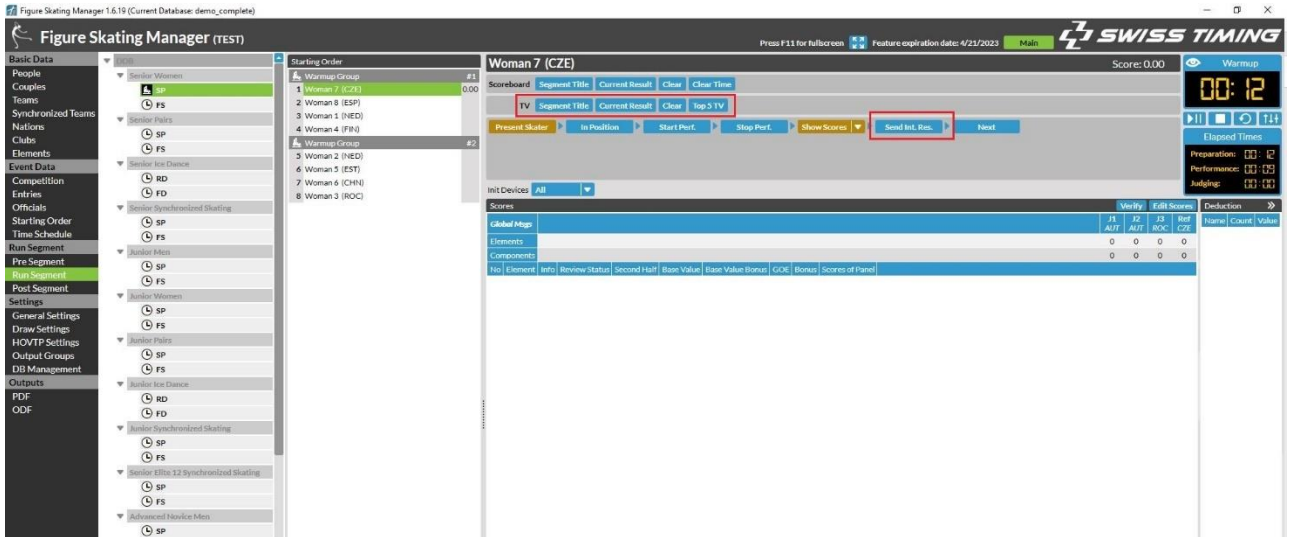 Figure Skating Manager 1.6.19 (Current Database: demo_complete)
Figure Skating Manager (TEST)
Press F11 for fullscreen
Feature expiration date: 4/21/2023
Main
SWISS TIMING
Basic Data
People
Couples
Teams
Synchronized Teams
Nations
Clubs
Elements
Event Data
Competition
Entries
Officials
Starting Order
Time Schedule
Run Segment
Pre Segment
Run Segment
Post Segment
Settings
General Settings
Draw Settings
HOVTP Settings
Output Groups
DB Management
Outputs
PDF
ODF
Senior Women
SP
FS
Senior Pairs
SP
FS
Senior Ice Dance
RD
FD
Senior Synchronized Skating
SP
FS
Junior Men
SP
FS
Junior Women
SP
FS
Junior Pairs
SP
FS
Junior Ice Dance
RD
FD
Junior Synchronized Skating
SP
FS
Senior Elite 12 Synchronized Skating
SP
FS
Advanced Novice Men
SP
Starting Order
Warmup Group #1
1 Woman 7 (CZE) 0.00
2 Woman 8 (ESP)
3 Woman 1 (NED)
4 Woman 4 (FIN)
Warmup Group #2
5 Woman 2 (NED)
6 Woman 5 (EST)
7 Woman 6 (CHN)
8 Woman 3 (ROC)
Woman 7 (CZE) Score: 0.00
Scoreboard Segment Title Current Result Clear Clear Time
TV Segment Title Current Result Clear Top 5 TV
Present Skater In Position Start Perf. Stop Perf. Show Scores Send Int. Res. Next
Init Devices All
Scores Verify Edit Scores
Global Msgs J1 AUT J2 AUT J3 ROC Ref CZE
Elements 0 0 0 0
Components 0 0 0 0
No Element Info Review Status Second Half Base Value Base Value Bonus GOE Bonus Scores of Panel
Warmup
00:12
Elapsed Times
Preparation: 00:12
Performance: 00:09
Judging: 00:00
Deduction
Name Count Value